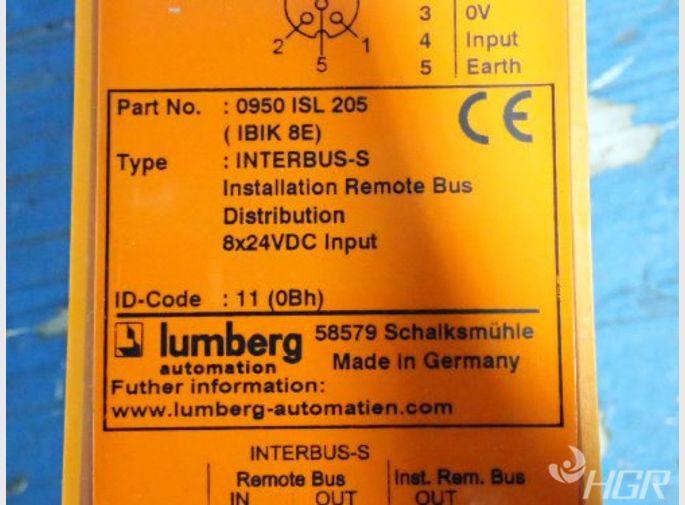 3 0V
4 Input
5 Earth
2 1
5
Part No. : 0950 ISL 205
( IBIK 8E)
CE
Type : INTERBUS-S
Installation Remote Bus
Distribution
8x24VDC Input
ID-Code : 11 (0Bh)
lumberg
automation
58579 Schalksmühle
Made in Germany
Futher information:
www.lumberg-automatien.com
INTERBUS-S
Remote Bus Inst. Rem. Bus
IN OUT OUT
HGR